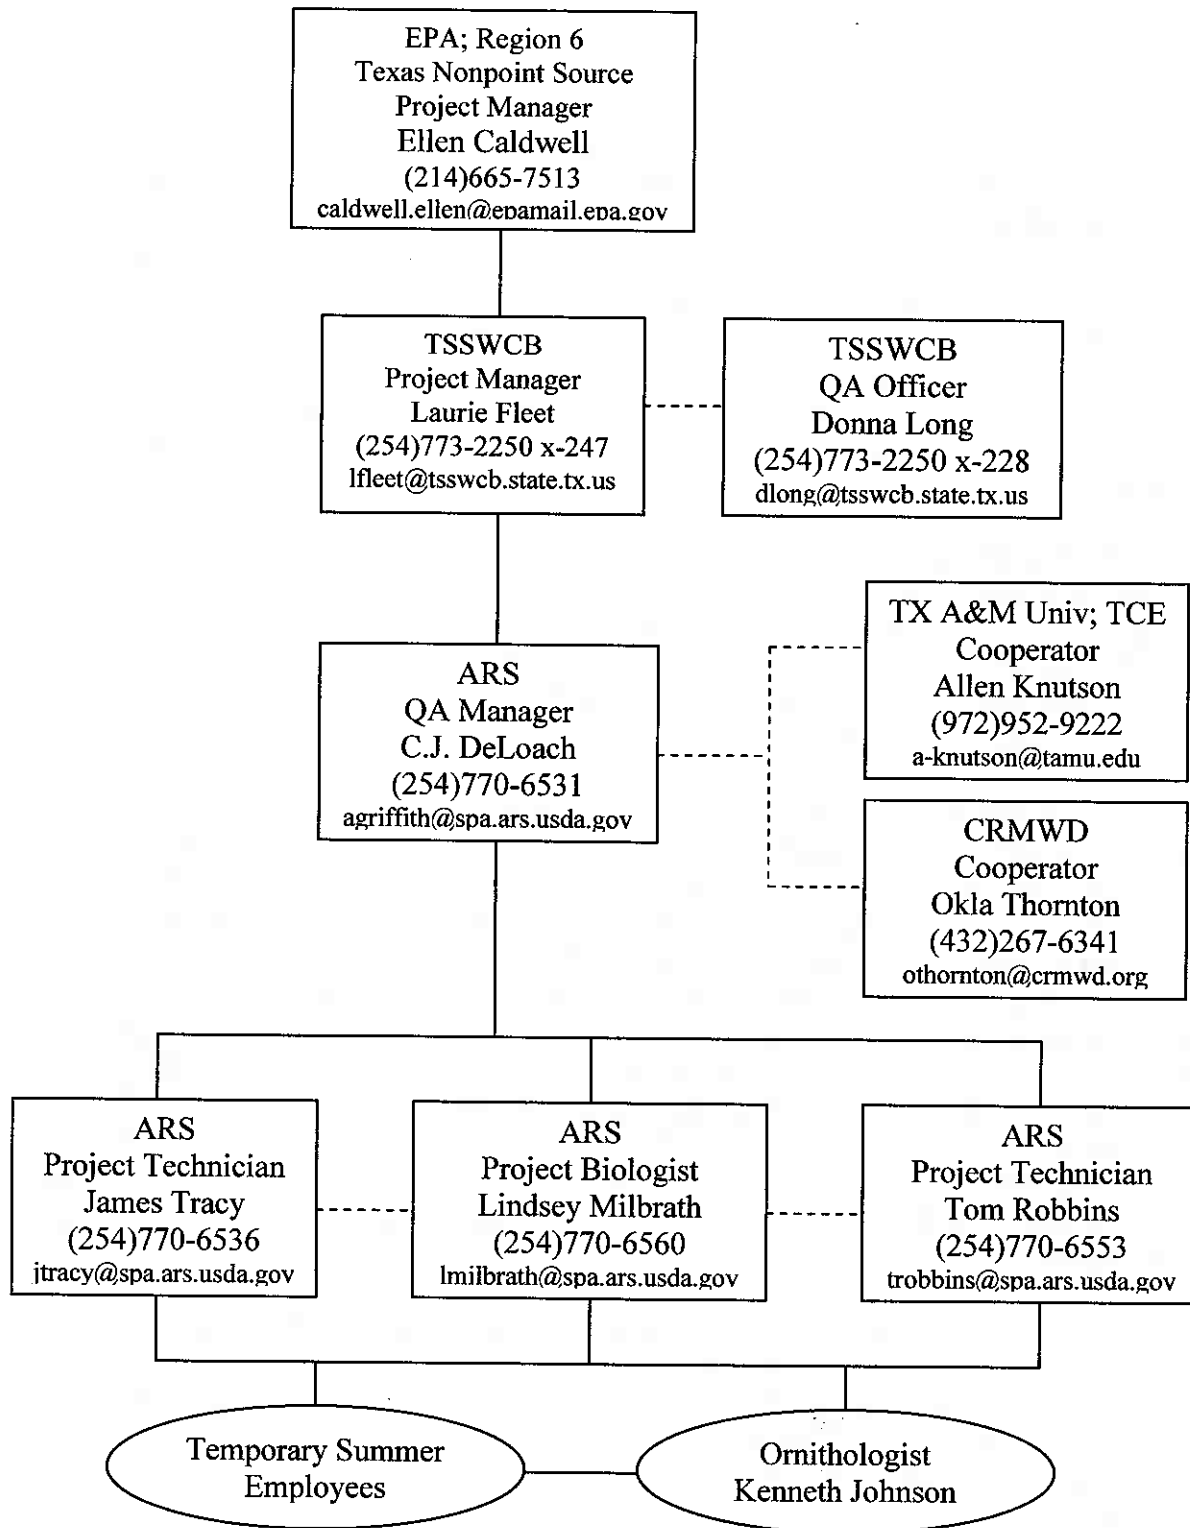 EPA; Region 6
Texas Nonpoint Source
Project Manager
Ellen Caldwell
(214)665-7513
caldwell.ellen@epamail.epa.gov
TSSWCB
Project Manager
Laurie Fleet
(254)773-2250 x-247
lfleet@tsswcb.state.tx.us
TSSWCB
QA Officer
Donna Long
(254)773-2250 x-228
dlong@tsswcb.state.tx.us
ARS
QA Manager
C.J. DeLoach
(254)770-6531
agriffith@spa.ars.usda.gov
TX A&M Univ; TCE
Cooperator
Allen Knutson
(972)952-9222
a-knutson@tamu.edu
CRMWD
Cooperator
Okla Thornton
(432)267-6341
othornton@crmwd.org
ARS
Project Technician
James Tracy
(254)770-6536
jtracy@spa.ars.usda.gov
ARS
Project Biologist
Lindsey Milbrath
(254)770-6560
lmilbrath@spa.ars.usda.gov
ARS
Project Technician
Tom Robbins
(254)770-6553
trobbins@spa.ars.usda.gov
Temporary Summer
Employees
Ornithologist
Kenneth Johnson